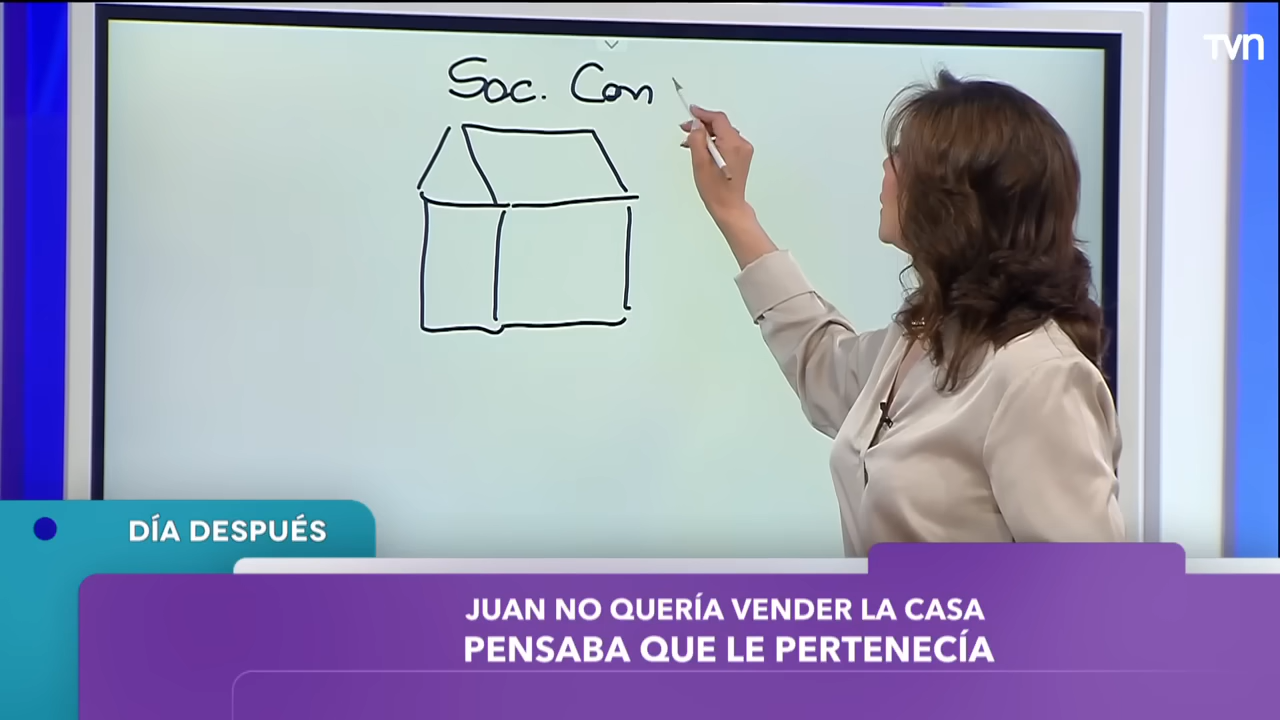 TVN
Soc. Con
DÍA DESPUÉS
JUAN NO QUERÍA VENDER LA CASA
PENSABA QUE LE PERTENECÍA